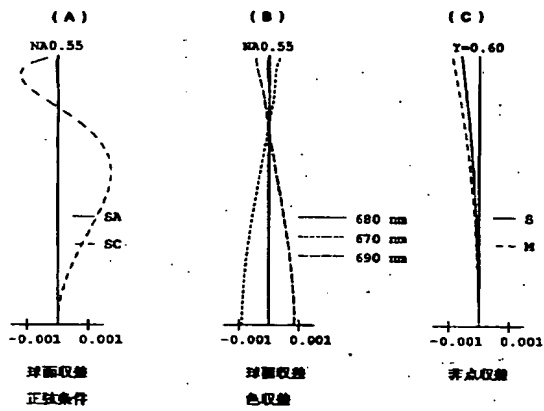 (A)
(B)
(C)
NA0.55
NA0.55
Y=0.60
SA
SC
680 nm
670 nm
690 nm
S
M
-0.001 0.001
-0.001 0.001
-0.001 0.001
球面収差
正弦条件
球面収差
色収差
非点収差